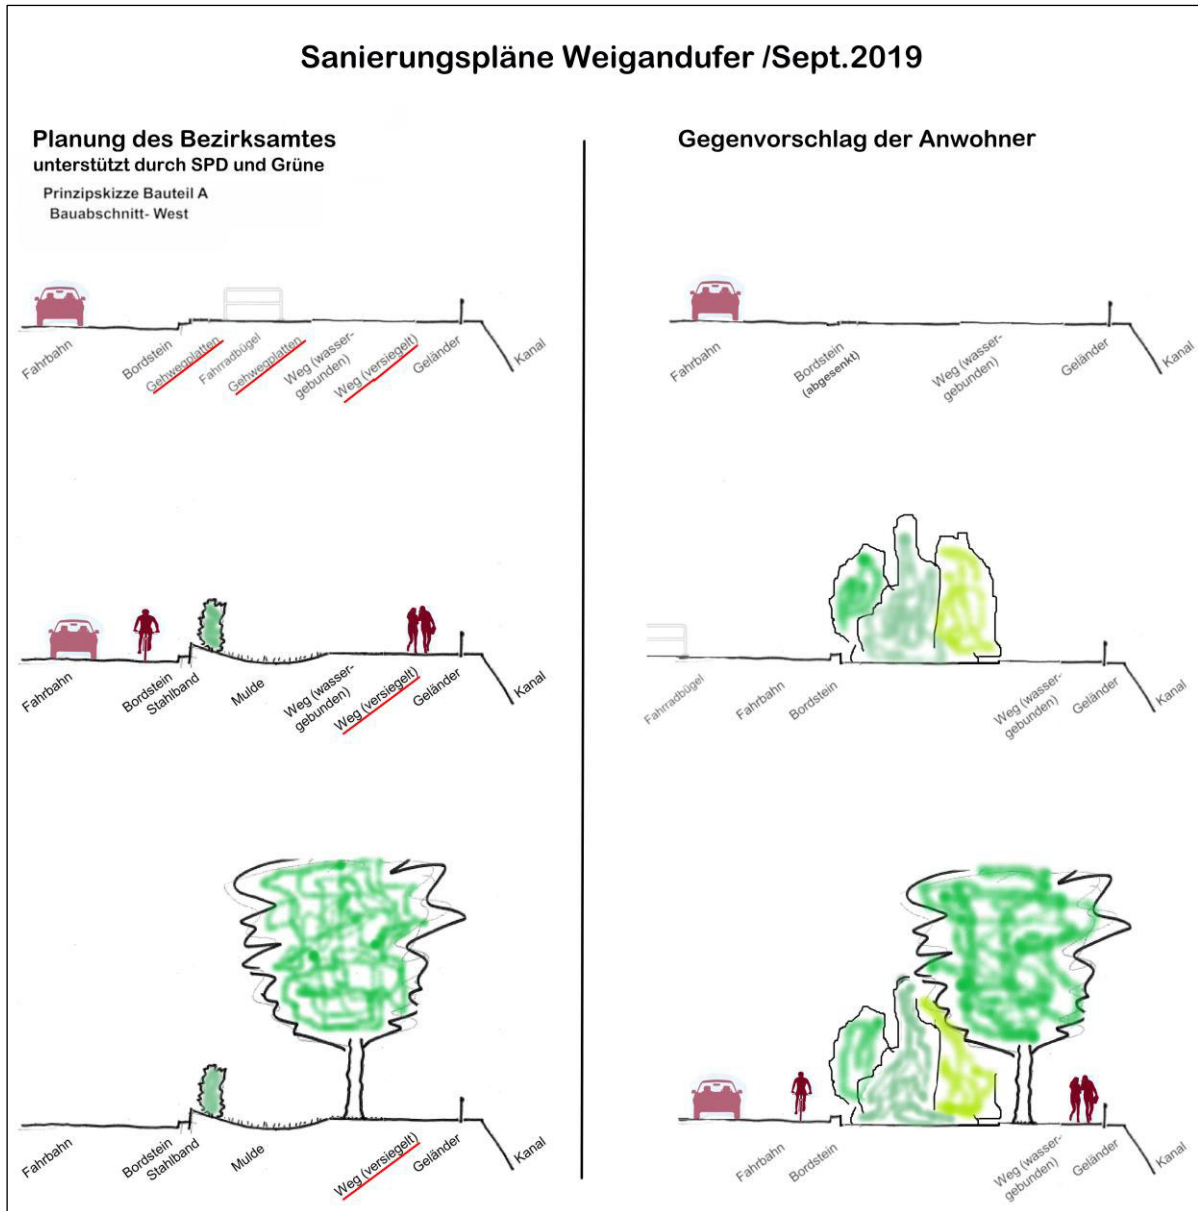 Sanierungspläne Weigandufer /Sept.2019
Planung des Bezirksamtes
unterstützt durch SPD und Grüne
Prinzipskizze Bauteil A
Bauabschnitt- West
Fahrbahn
Bordstein
Gehwegplatten
Fahrradbügel
Gehwegplatten
Weg (wasser-
gebunden)
Weg (versiegelt)
Geländer
Kanal
Fahrbahn
Bordstein
Stahlband
Mulde
Weg (wasser-
gebunden)
Weg (versiegelt)
Geländer
Kanal
Fahrbahn
Bordstein
Stahlband
Mulde
Weg (versiegelt)
Geländer
Kanal
Gegenvorschlag der Anwohner
Fahrbahn
Bordstein
(abgesenkt)
Weg (wasser-
gebunden)
Geländer
Kanal
Fahrradbügel
Fahrbahn
Bordstein
Weg (wasser-
gebunden)
Geländer
Kanal
Fahrbahn
Bordstein
Weg (wasser-
gebunden)
Geländer
Kanal